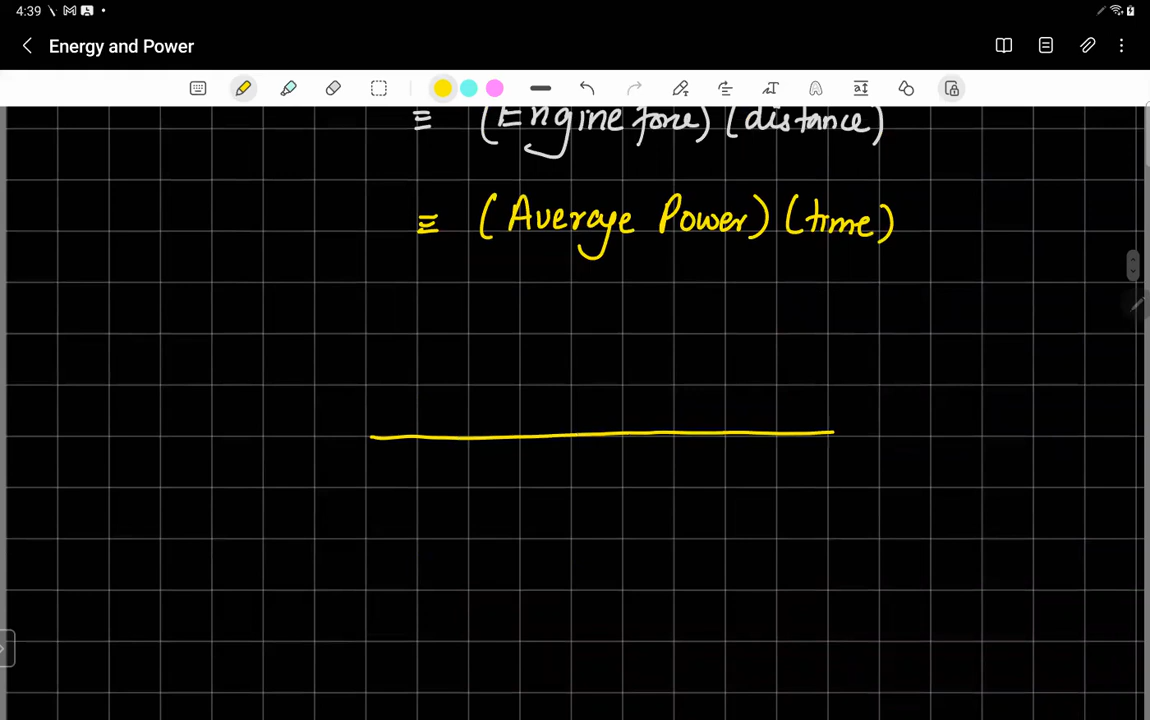 4:39
Energy and Power
≡ (Engine force) (distance)
≡ (Average Power) (time)